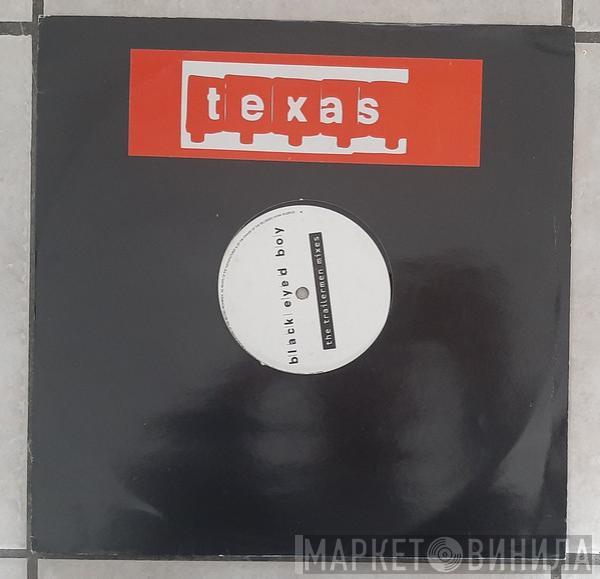 texas
black eyed boy
the trailermen mixes
МАРКЕТ ВИНИЛА